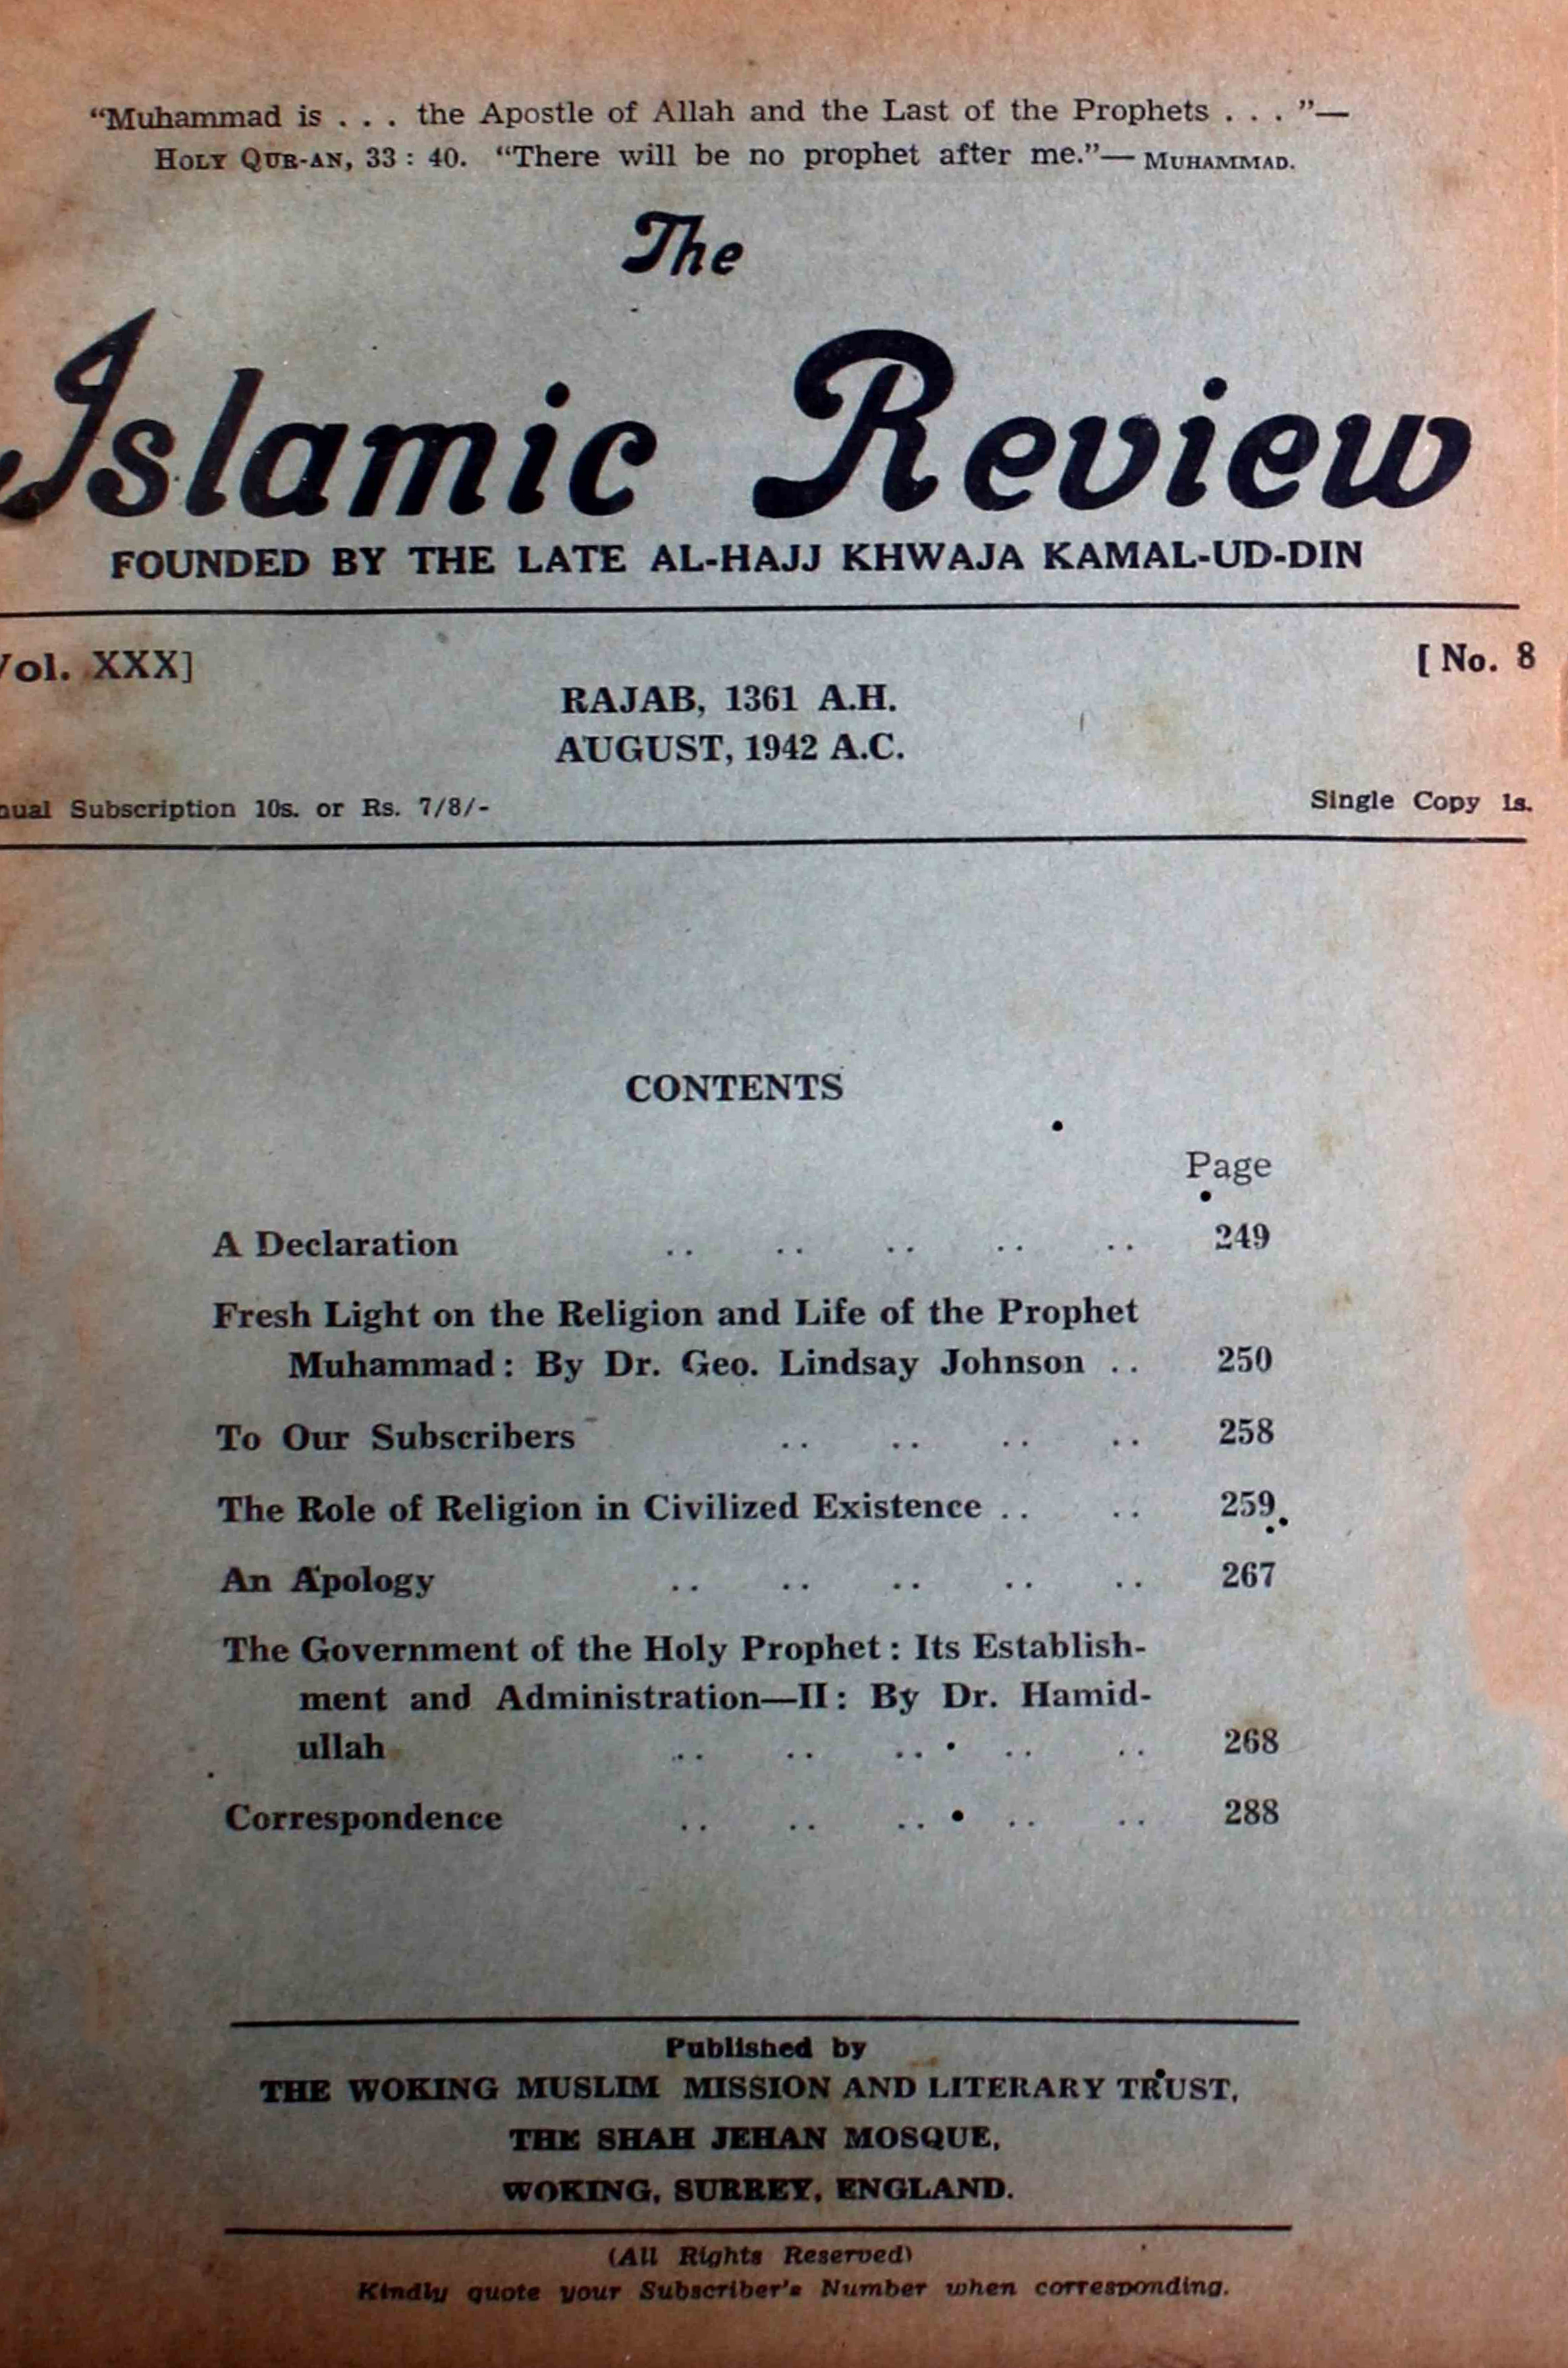 “Muhammad is . . . the Apostle of Allah and the Last of the Prophets . . . ”—
HOLY QUR-AN, 33 : 40. “There will be no prophet after me.”— MUHAMMAD.
The
Islamic Review
FOUNDED BY THE LATE AL-HAJJ KHWAJA KAMAL-UD-DIN
Vol. XXX] [ No. 8
RAJAB, 1361 A.H.
AUGUST, 1942 A.C.
nual Subscription 10s. or Rs. 7/8/- Single Copy 1s.
CONTENTS
Page
A Declaration .. .. .. .. .. 249
Fresh Light on the Religion and Life of the Prophet
Muhammad : By Dr. Geo. Lindsay Johnson .. 250
To Our Subscribers .. .. .. .. 258
The Role of Religion in Civilized Existence .. .. 259
An Apology .. .. .. .. .. 267
The Government of the Holy Prophet : Its Establish-
ment and Administration—II : By Dr. Hamid-
ullah .. .. .. .. .. 268
Correspondence .. .. .. .. .. 288
Published by
THE WOKING MUSLIM MISSION AND LITERARY TRUST,
THE SHAH JEHAN MOSQUE,
WOKING, SURREY, ENGLAND.
(All Rights Reserved)
Kindly quote your Subscriber's Number when corresponding.